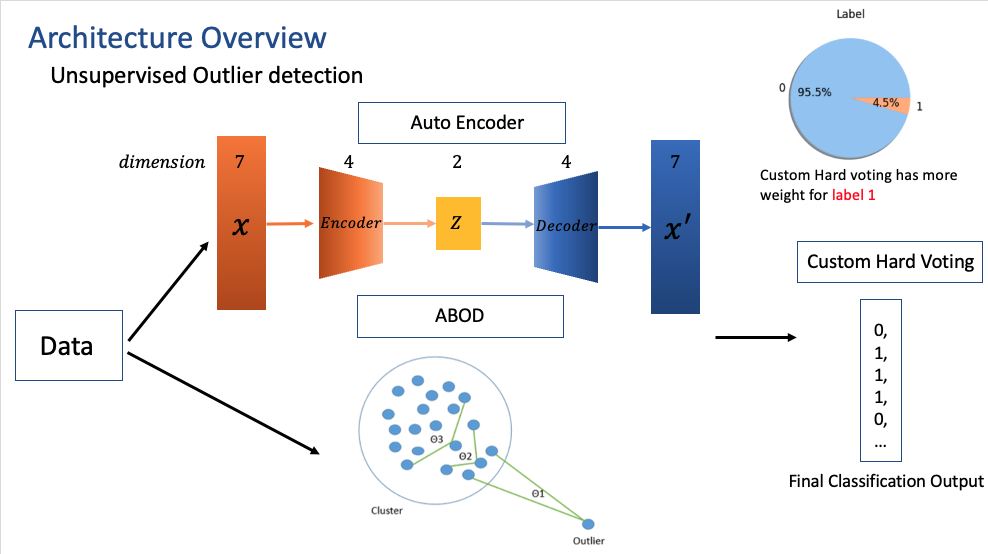 Architecture Overview
Unsupervised Outlier detection
Auto Encoder
dimension 7 4 2 4 7
x Encoder Z Decoder x′
Data
ABOD
Θ3
Θ2
Θ1
Cluster
Outlier
Label
0 95.5% 4.5% 1
Custom Hard voting has more
weight for label 1
Custom Hard Voting
0,
1,
1,
1,
0,
...
Final Classification Output